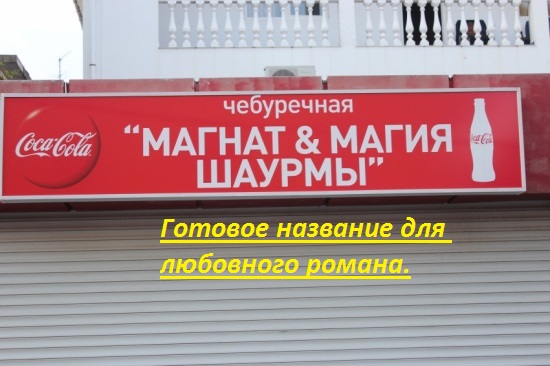 чебуречная
Coca-Cola
"МАГНАТ & МАГИЯ
ШАУРМЫ"
Coca-Cola
Готовое название для
любовного романа.